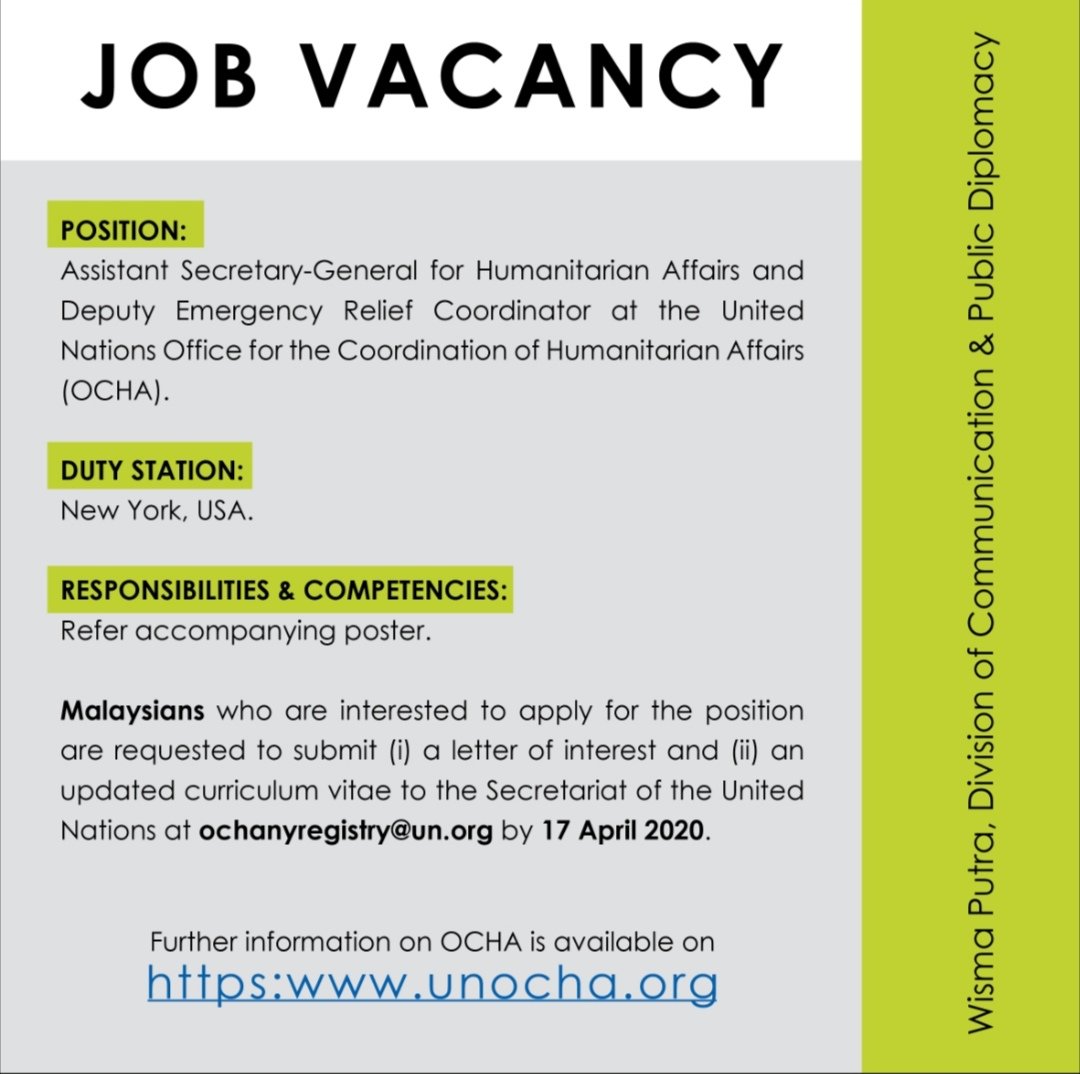 JOB VACANCY
POSITION:
Assistant Secretary-General for Humanitarian Affairs and
Deputy Emergency Relief Coordinator at the United
Nations Office for the Coordination of Humanitarian Affairs
(OCHA).
DUTY STATION:
New York, USA.
RESPONSIBILITIES & COMPETENCIES:
Refer accompanying poster.
Malaysians who are interested to apply for the position
are requested to submit (i) a letter of interest and (ii) an
updated curriculum vitae to the Secretariat of the United
Nations at ochanyregistry@un.org by 17 April 2020.
Further information on OCHA is available on
https:www.unocha.org
Wisma Putra, Division of Communication & Public Diplomacy